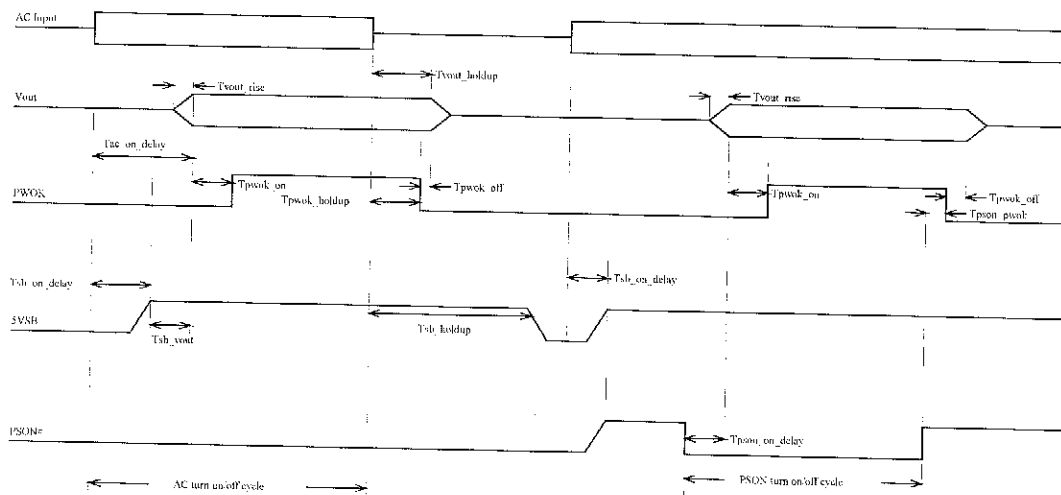 AC Input
Tvout_holdup
Vout
Tvout_rise
Tvout_rise
Tac_on_delay
PWOK
Tpwok_on
Tpwok_off
Tpwok_holdup
Tpwok_on
Tpwok_off
Tpson_pwok
Tsb_on_delay
Tsb_on_delay
5VSB
Tsb_vout
Tsb_holdup
PSON=
Tpson_on_delay
AC turn on/off cycle
PSON turn on/off cycle